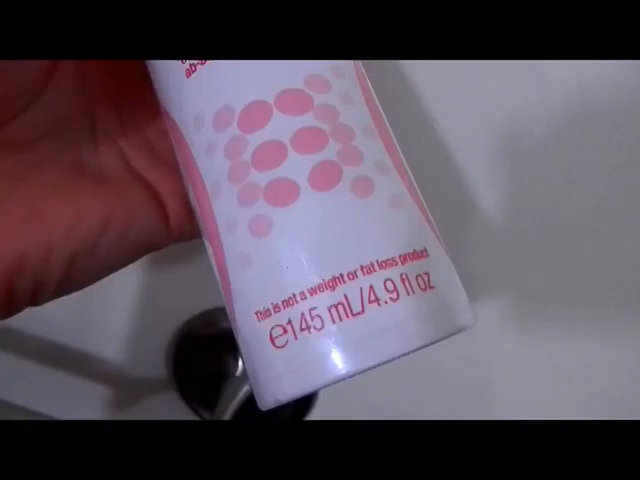 This is not a weight or fat loss product
℮145 mL/4.9 fl oz